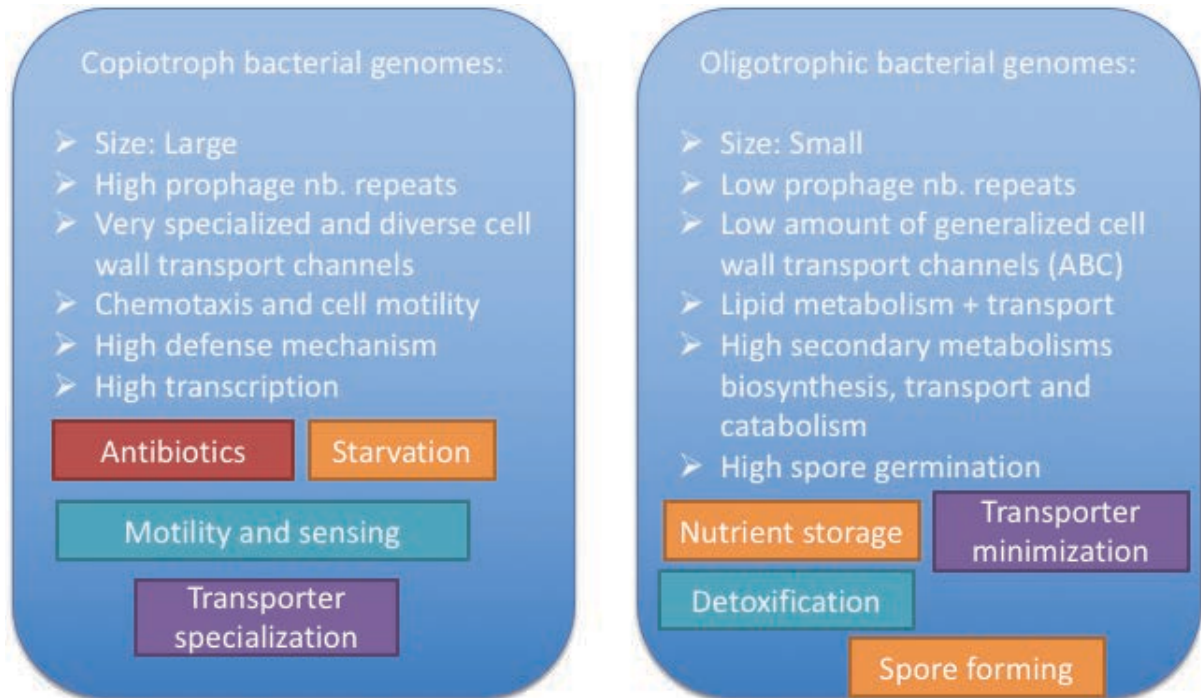 Copiotroph bacterial genomes:
➤ Size: Large
➤ High prophage nb. repeats
➤ Very specialized and diverse cell
wall transport channels
➤ Chemotaxis and cell motility
➤ High defense mechanism
➤ High transcription
Antibiotics
Starvation
Motility and sensing
Transporter
specialization
Oligotrophic bacterial genomes:
➤ Size: Small
➤ Low prophage nb. repeats
➤ Low amount of generalized cell
wall transport channels (ABC)
➤ Lipid metabolism + transport
➤ High secondary metabolisms
biosynthesis, transport and
catabolism
➤ High spore germination
Nutrient storage
Transporter
minimization
Detoxification
Spore forming